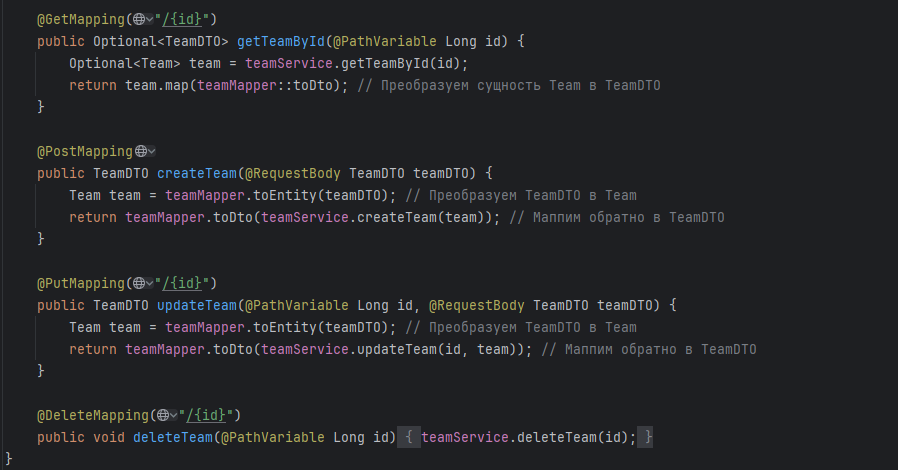 @GetMapping("/{id}")
public Optional<TeamDTO> getTeamById(@PathVariable Long id) {
Optional<Team> team = teamService.getTeamById(id);
return team.map(teamMapper::toDto); // Преобразуем сущность Team в TeamDTO
}
@PostMapping
public TeamDTO createTeam(@RequestBody TeamDTO teamDTO) {
Team team = teamMapper.toEntity(teamDTO); // Преобразуем TeamDTO в Team
return teamMapper.toDto(teamService.createTeam(team)); // Маппим обратно в TeamDTO
}
@PutMapping("/{id}")
public TeamDTO updateTeam(@PathVariable Long id, @RequestBody TeamDTO teamDTO) {
Team team = teamMapper.toEntity(teamDTO); // Преобразуем TeamDTO в Team
return teamMapper.toDto(teamService.updateTeam(id, team)); // Маппим обратно в TeamDTO
}
@DeleteMapping("/{id}")
public void deleteTeam(@PathVariable Long id) { teamService.deleteTeam(id); }
}